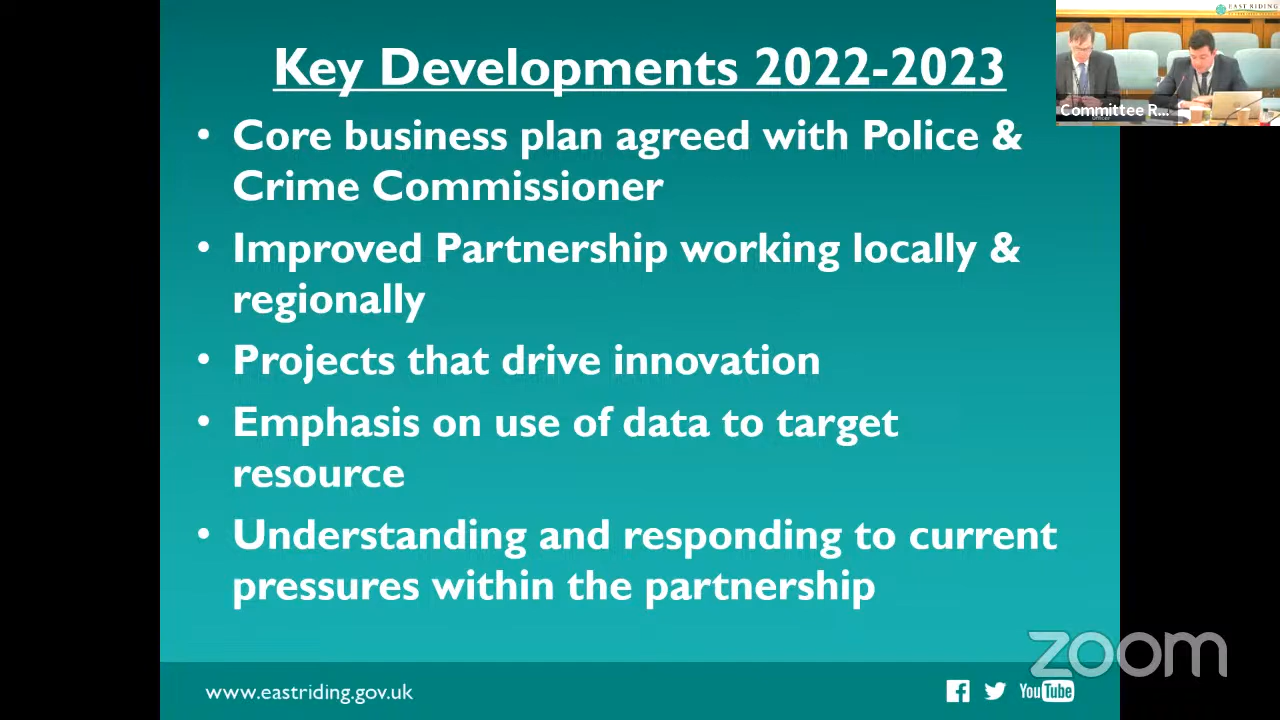 Key Developments 2022-2023
EAST RIDING
Committee R...
• Core business plan agreed with Police &
Crime Commissioner
• Improved Partnership working locally &
regionally
• Projects that drive innovation
• Emphasis on use of data to target
resource
• Understanding and responding to current
pressures within the partnership
zoom
www.eastriding.gov.uk
YouTube